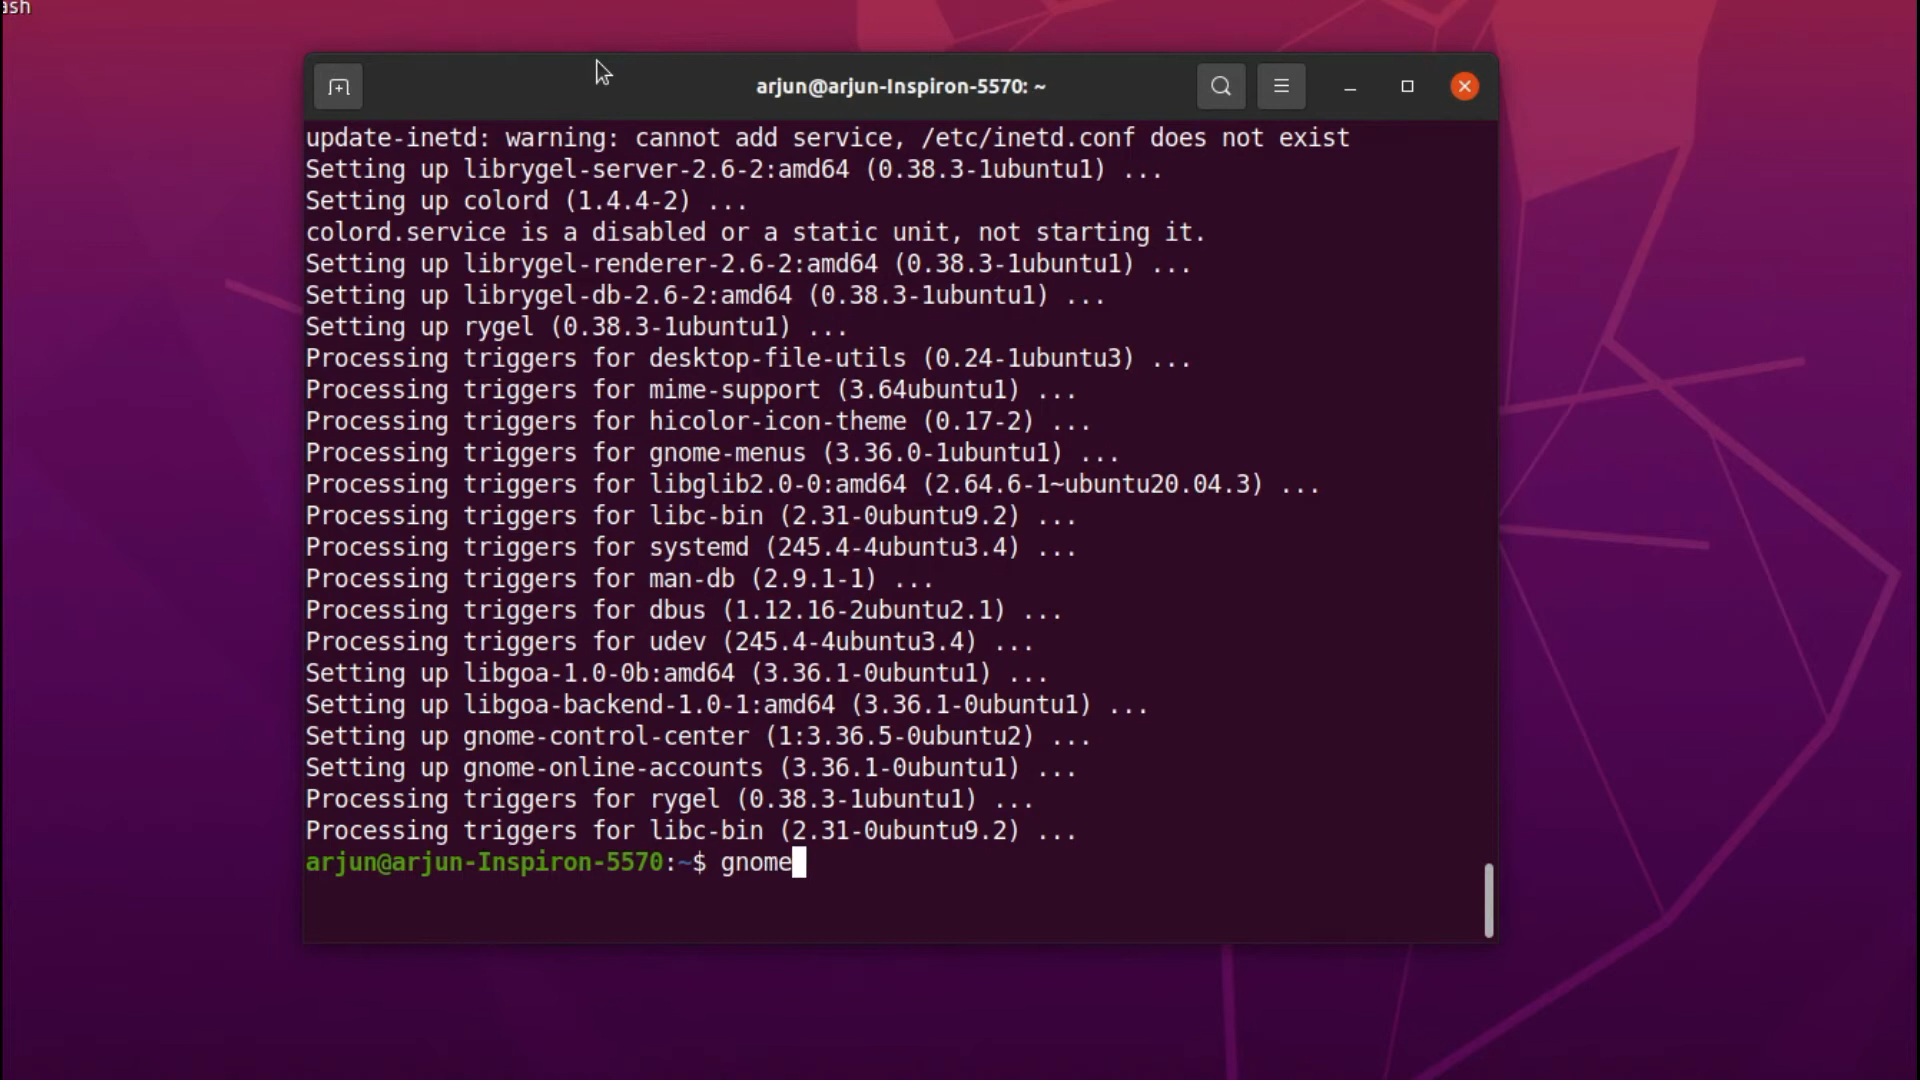 ash
arjun@arjun-Inspiron-5570: ~
update-inetd: warning: cannot add service, /etc/inetd.conf does not exist
Setting up librygel-server-2.6-2:amd64 (0.38.3-1ubuntu1) ...
Setting up colord (1.4.4-2) ...
colord.service is a disabled or a static unit, not starting it.
Setting up librygel-renderer-2.6-2:amd64 (0.38.3-1ubuntu1) ...
Setting up librygel-db-2.6-2:amd64 (0.38.3-1ubuntu1) ...
Setting up rygel (0.38.3-1ubuntu1) ...
Processing triggers for desktop-file-utils (0.24-1ubuntu3) ...
Processing triggers for mime-support (3.64ubuntu1) ...
Processing triggers for hicolor-icon-theme (0.17-2) ...
Processing triggers for gnome-menus (3.36.0-1ubuntu1) ...
Processing triggers for libglib2.0-0:amd64 (2.64.6-1~ubuntu20.04.3) ...
Processing triggers for libc-bin (2.31-0ubuntu9.2) ...
Processing triggers for systemd (245.4-4ubuntu3.4) ...
Processing triggers for man-db (2.9.1-1) ...
Processing triggers for dbus (1.12.16-2ubuntu2.1) ...
Processing triggers for udev (245.4-4ubuntu3.4) ...
Setting up libgoa-1.0-0b:amd64 (3.36.1-0ubuntu1) ...
Setting up libgoa-backend-1.0-1:amd64 (3.36.1-0ubuntu1) ...
Setting up gnome-control-center (1:3.36.5-0ubuntu2) ...
Setting up gnome-online-accounts (3.36.1-0ubuntu1) ...
Processing triggers for rygel (0.38.3-1ubuntu1) ...
Processing triggers for libc-bin (2.31-0ubuntu9.2) ...
arjun@arjun-Inspiron-5570:~$ gnome